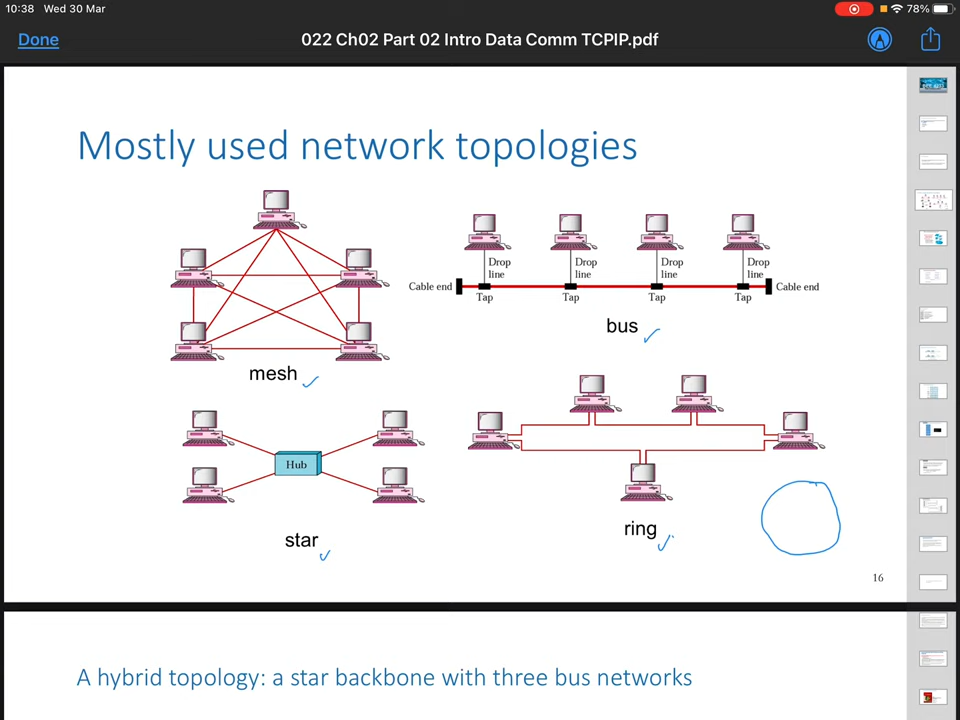 10:38 Wed 30 Mar
78%
Done
022 Ch02 Part 02 Intro Data Comm TCPIP.pdf
Mostly used network topologies
mesh
Drop
line
Drop
line
Drop
line
Drop
line
Cable end
Cable end
Tap
Tap
Tap
Tap
bus
Hub
star
ring
16
A hybrid topology: a star backbone with three bus networks